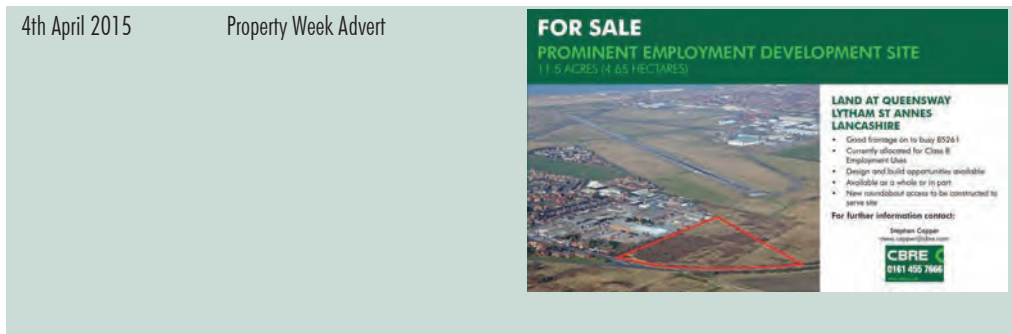 4th April 2015
Property Week Advert
FOR SALE
PROMINENT EMPLOYMENT DEVELOPMENT SITE
11.5 ACRES (4.65 HECTARES)
LAND AT QUEENSWAY
LYTHAM ST ANNES
LANCASHIRE
• Good frontage on to busy B5261
• Currently allocated for Class B
Employment Uses
• Design and build opportunities available
• Available as a whole or in part
• New roundabout access to be constructed to
serve site
For further information contact:
Stephen Capper
CBRE
0161 455 7666